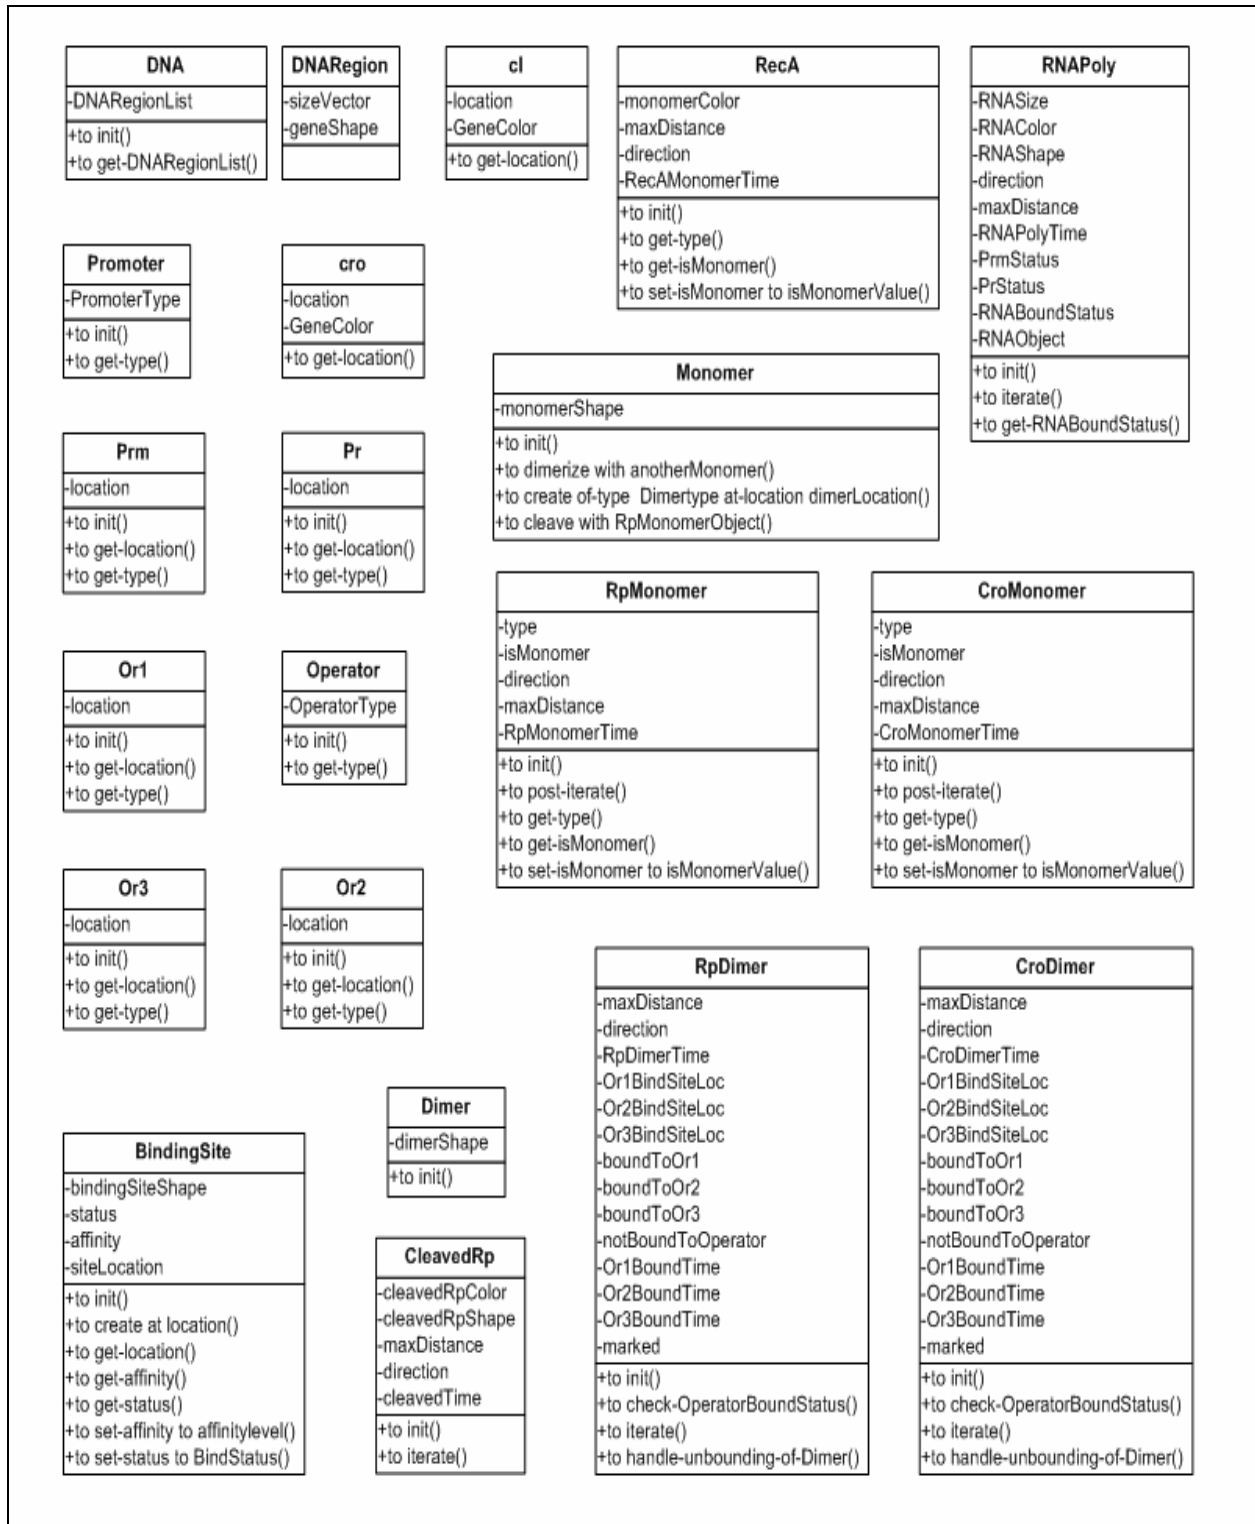 DNA
-DNARegionList
+to init()
+to get-DNARegionList()
DNARegion
-sizeVector
-geneShape
cI
-location
-GeneColor
+to get-location()
RecA
-monomerColor
-maxDistance
-direction
-RecAMonomerTime
+to init()
+to get-type()
+to get-isMonomer()
+to set-isMonomer to isMonomerValue()
RNAPoly
-RNASize
-RNAColor
-RNAShape
-direction
-maxDistance
-RNAPolyTime
-PrmStatus
-PrStatus
-RNABoundStatus
-RNAObject
+to init()
+to iterate()
+to get-RNABoundStatus()
Promoter
-PromoterType
+to init()
+to get-type()
cro
-location
-GeneColor
+to get-location()
Monomer
-monomerShape
+to init()
+to dimerize with anotherMonomer()
+to create of-type Dimertype at-location dimerLocation()
+to cleave with RpMonomerObject()
Prm
-location
+to init()
+to get-location()
+to get-type()
Pr
-location
+to init()
+to get-location()
+to get-type()
RpMonomer
-type
-isMonomer
-direction
-maxDistance
-RpMonomerTime
+to init()
+to post-iterate()
+to get-type()
+to get-isMonomer()
+to set-isMonomer to isMonomerValue()
CroMonomer
-type
-isMonomer
-direction
-maxDistance
-CroMonomerTime
+to init()
+to post-iterate()
+to get-type()
+to get-isMonomer()
+to set-isMonomer to isMonomerValue()
Or1
-location
+to init()
+to get-location()
+to get-type()
Operator
-OperatorType
+to init()
+to get-type()
Or3
-location
+to init()
+to get-location()
+to get-type()
Or2
-location
+to init()
+to get-location()
+to get-type()
RpDimer
-maxDistance
-direction
-RpDimerTime
-Or1BindSiteLoc
-Or2BindSiteLoc
-Or3BindSiteLoc
-boundToOr1
-boundToOr2
-boundToOr3
-notBoundToOperator
-Or1BoundTime
-Or2BoundTime
-Or3BoundTime
-marked
+to init()
+to check-OperatorBoundStatus()
+to iterate()
+to handle-unbounding-of-Dimer()
CroDimer
-maxDistance
-direction
-CroDimerTime
-Or1BindSiteLoc
-Or2BindSiteLoc
-Or3BindSiteLoc
-boundToOr1
-boundToOr2
-boundToOr3
-notBoundToOperator
-Or1BoundTime
-Or2BoundTime
-Or3BoundTime
-marked
+to init()
+to check-OperatorBoundStatus()
+to iterate()
+to handle-unbounding-of-Dimer()
Dimer
-dimerShape
+to init()
BindingSite
-bindingSiteShape
-status
-affinity
-siteLocation
+to init()
+to create at location()
+to get-location()
+to get-affinity()
+to get-status()
+to set-affinity to affinitylevel()
+to set-status to BindStatus()
CleavedRp
-cleavedRpColor
-cleavedRpShape
-maxDistance
-direction
-cleavedTime
+to init()
+to iterate()